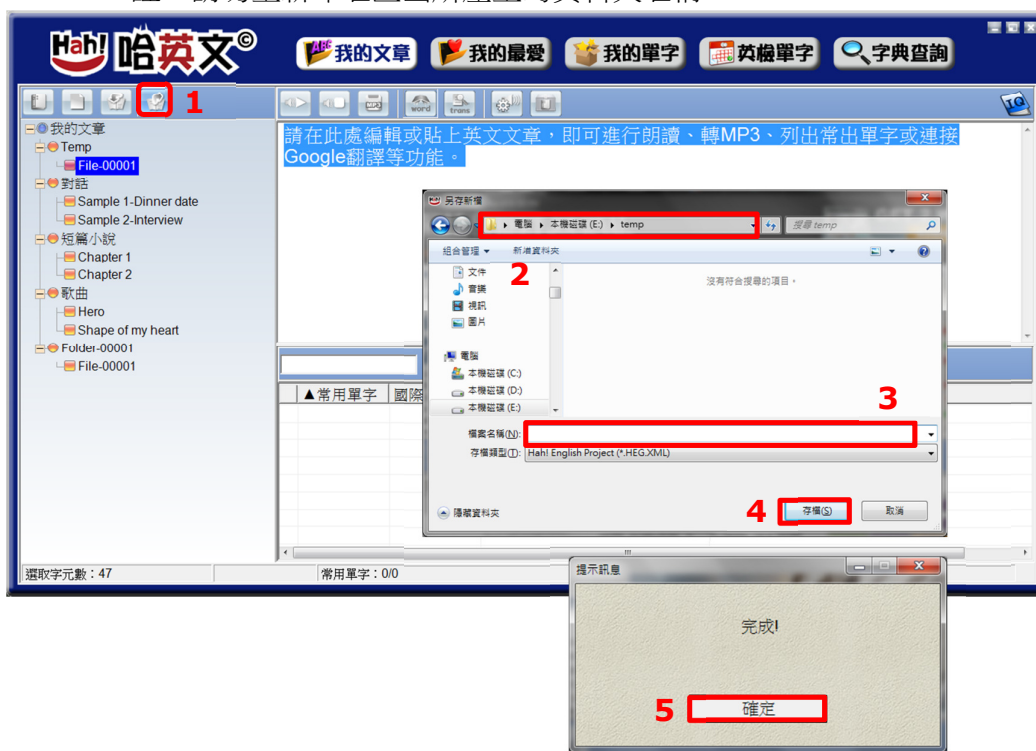 Hah! 哈英文©
ABC 我的文章
我的最愛
我的單字
英檢單字
字典查詢
1
MP3
word
trans
IQ
我的文章
Temp
File-00001
對話
Sample 1-Dinner date
Sample 2-Interview
短篇小說
Chapter 1
Chapter 2
歌曲
Hero
Shape of my heart
Folder-00001
File-00001
請在此處編輯或貼上英文文章，即可進行朗讀、轉MP3、列出常出單字或連接
Google翻譯等功能。
▲常用單字
國際
選取字元數：47
常用單字：0/0
另存新檔
電腦 ▸ 本機磁碟 (E:) ▸ temp
搜尋 temp
組合管理 ▼
新增資料夾
2
文件
音樂
視訊
圖片
電腦
本機磁碟 (C:)
本機磁碟 (D:)
本機磁碟 (E:)
沒有符合搜尋的項目。
3
檔案名稱(N):
存檔類型(T): Hah! English Project (*.HEG.XML)
隱藏資料夾
4
存檔(S)
取消
提示訊息
完成!
5
確定